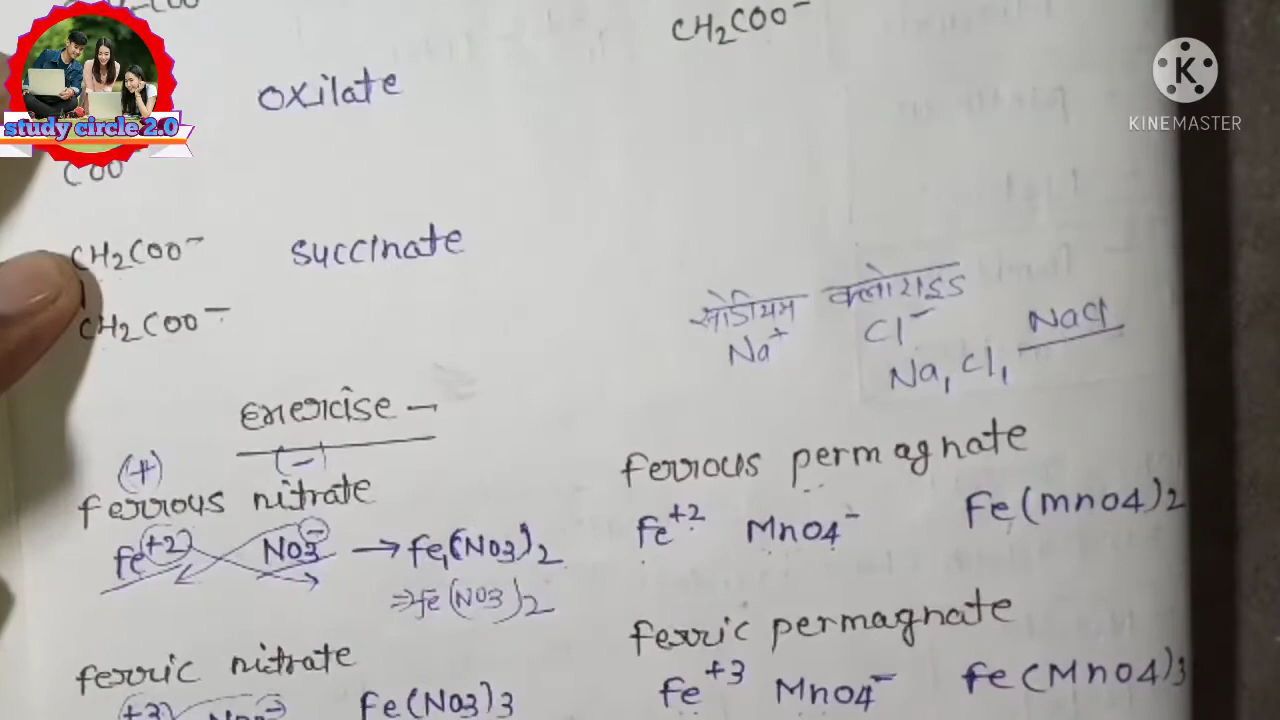 CH2COO⁻
K
KINEMASTER
study circle 2.0
oxilate
COO
CH2COO⁻ succinate
CH2COO⁻
सोडियम क्लोराइड
Na⁺ Cl⁻
Na, Cl, NaCl
Exercise —
(+) (-)
ferrous nitrate
Fe(+2) NO3⁻ → Fe1(NO3)2
⇒ fe(NO3)2
ferrous permagnate
Fe+2 MnO4⁻ Fe(mno4)2
ferric nitrate
(+3) Fe(NO3)3
ferric permagnate
Fe+3 MnO4⁻ Fe(MnO4)3